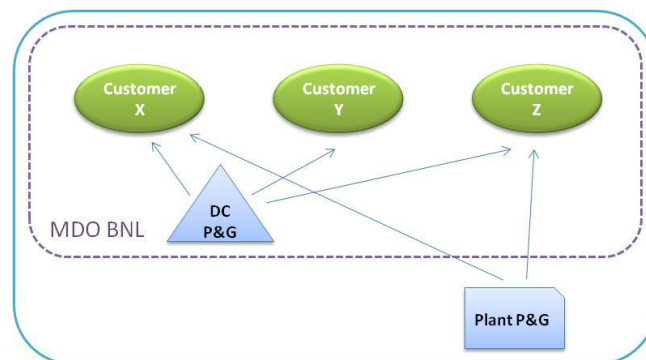 Customer
X
Customer
Y
Customer
Z
DC
P&G
MDO BNL
Plant P&G